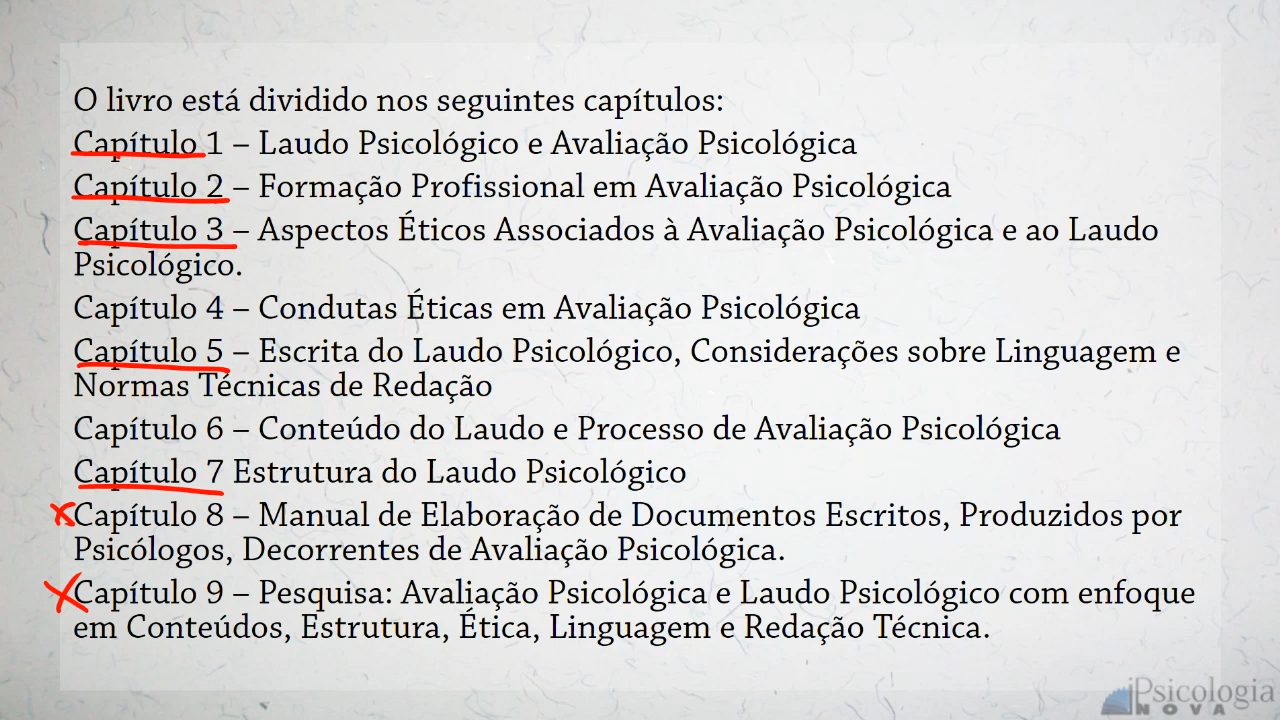 O livro está dividido nos seguintes capítulos:
Capítulo 1 – Laudo Psicológico e Avaliação Psicológica
Capítulo 2 – Formação Profissional em Avaliação Psicológica
Capítulo 3 – Aspectos Éticos Associados à Avaliação Psicológica e ao Laudo
Psicológico.
Capítulo 4 – Condutas Éticas em Avaliação Psicológica
Capítulo 5 – Escrita do Laudo Psicológico, Considerações sobre Linguagem e
Normas Técnicas de Redação
Capítulo 6 – Conteúdo do Laudo e Processo de Avaliação Psicológica
Capítulo 7 Estrutura do Laudo Psicológico
Capítulo 8 – Manual de Elaboração de Documentos Escritos, Produzidos por
Psicólogos, Decorrentes de Avaliação Psicológica.
Capítulo 9 – Pesquisa: Avaliação Psicológica e Laudo Psicológico com enfoque
em Conteúdos, Estrutura, Ética, Linguagem e Redação Técnica.
Psicologia
NOVA